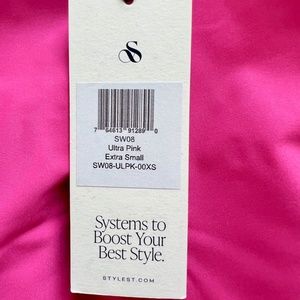 S
7 54613 91289 0
SW08
Ultra Pink
Extra Small
SW08-ULPK-00XS
Systems to
Boost Your
Best Style.
STYLEST.COM